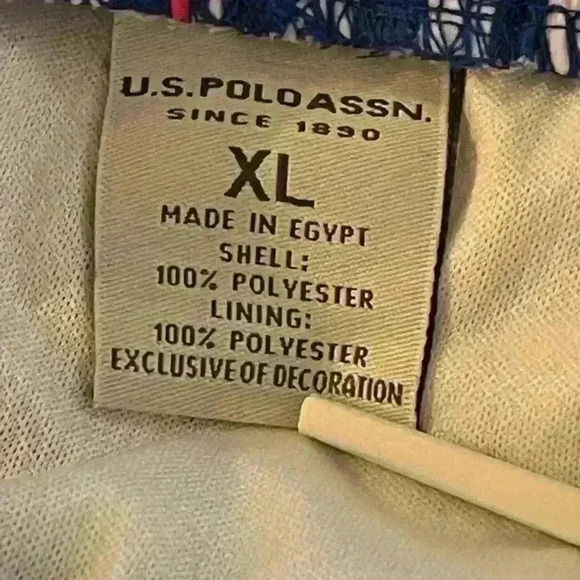 U.S. POLO ASSN.
SINCE 1890
XL
MADE IN EGYPT
SHELL:
100% POLYESTER
LINING:
100% POLYESTER
EXCLUSIVE OF DECORATION